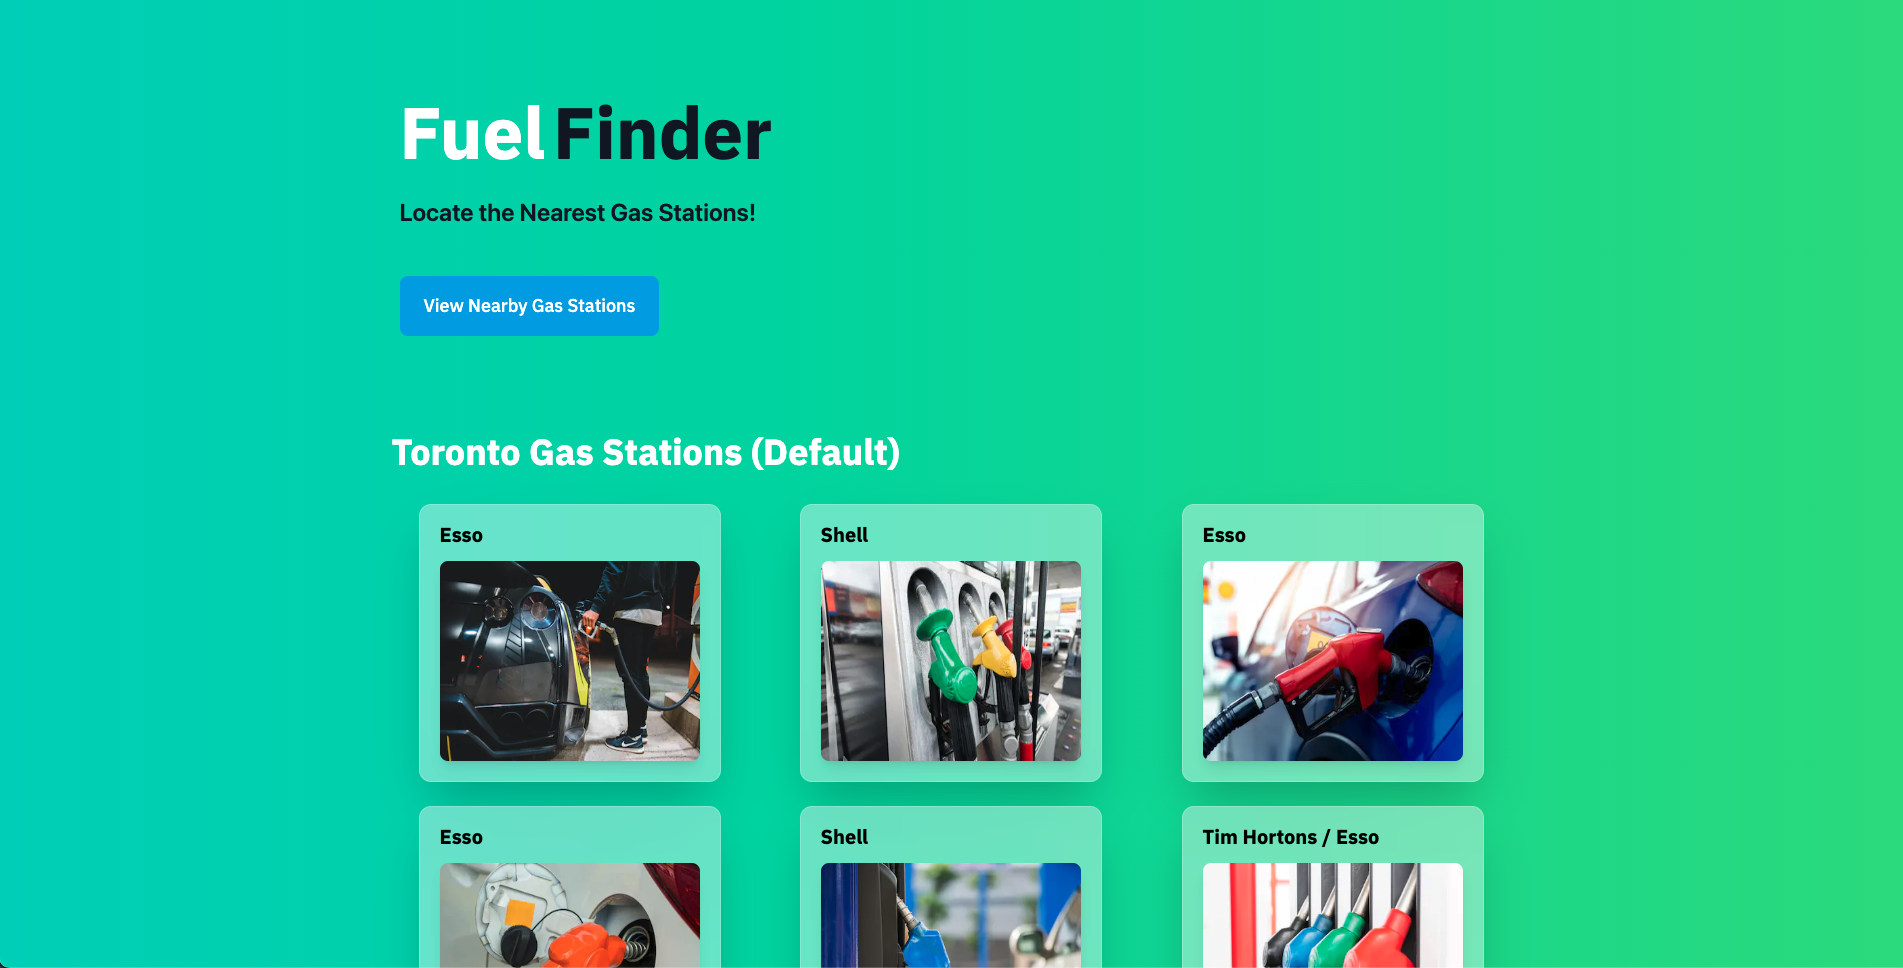 Fuel Finder
Locate the Nearest Gas Stations!
View Nearby Gas Stations
Toronto Gas Stations (Default)
Esso
Shell
Esso
Esso
Shell
Tim Hortons / Esso